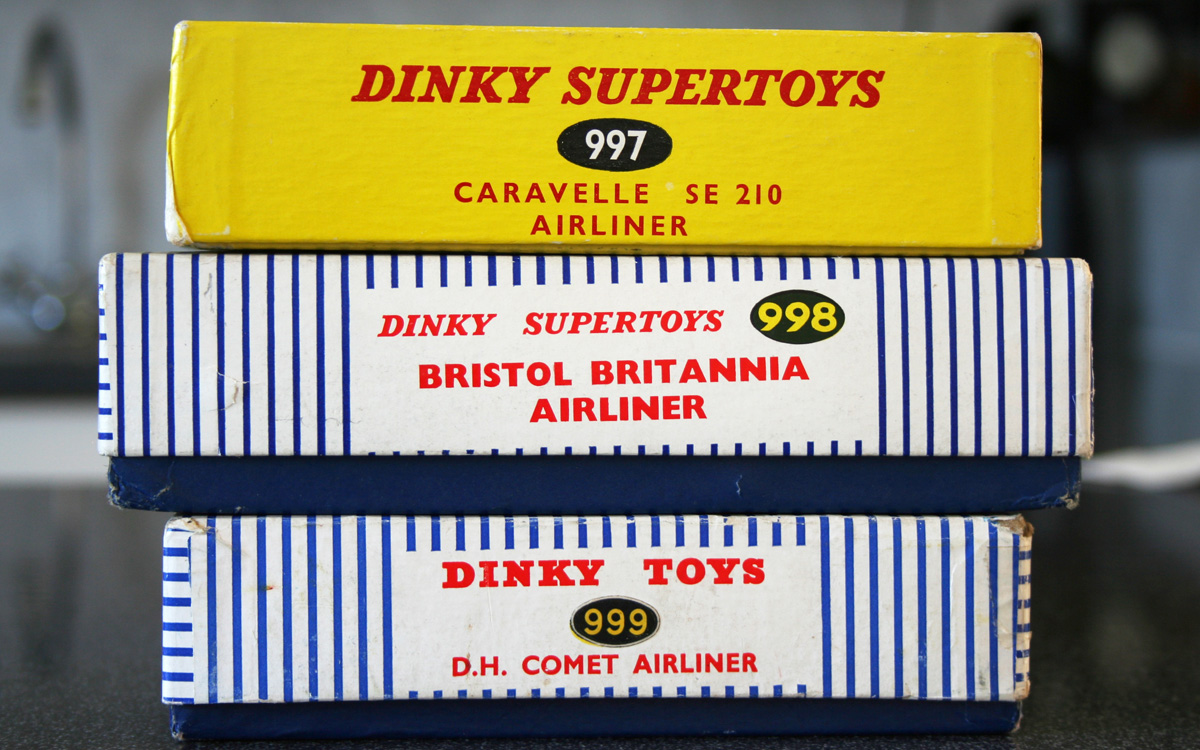 DINKY SUPERTOYS
997
CARAVELLE SE 210
AIRLINER
DINKY SUPERTOYS 998
BRISTOL BRITANNIA
AIRLINER
DINKY TOYS
999
D.H. COMET AIRLINER